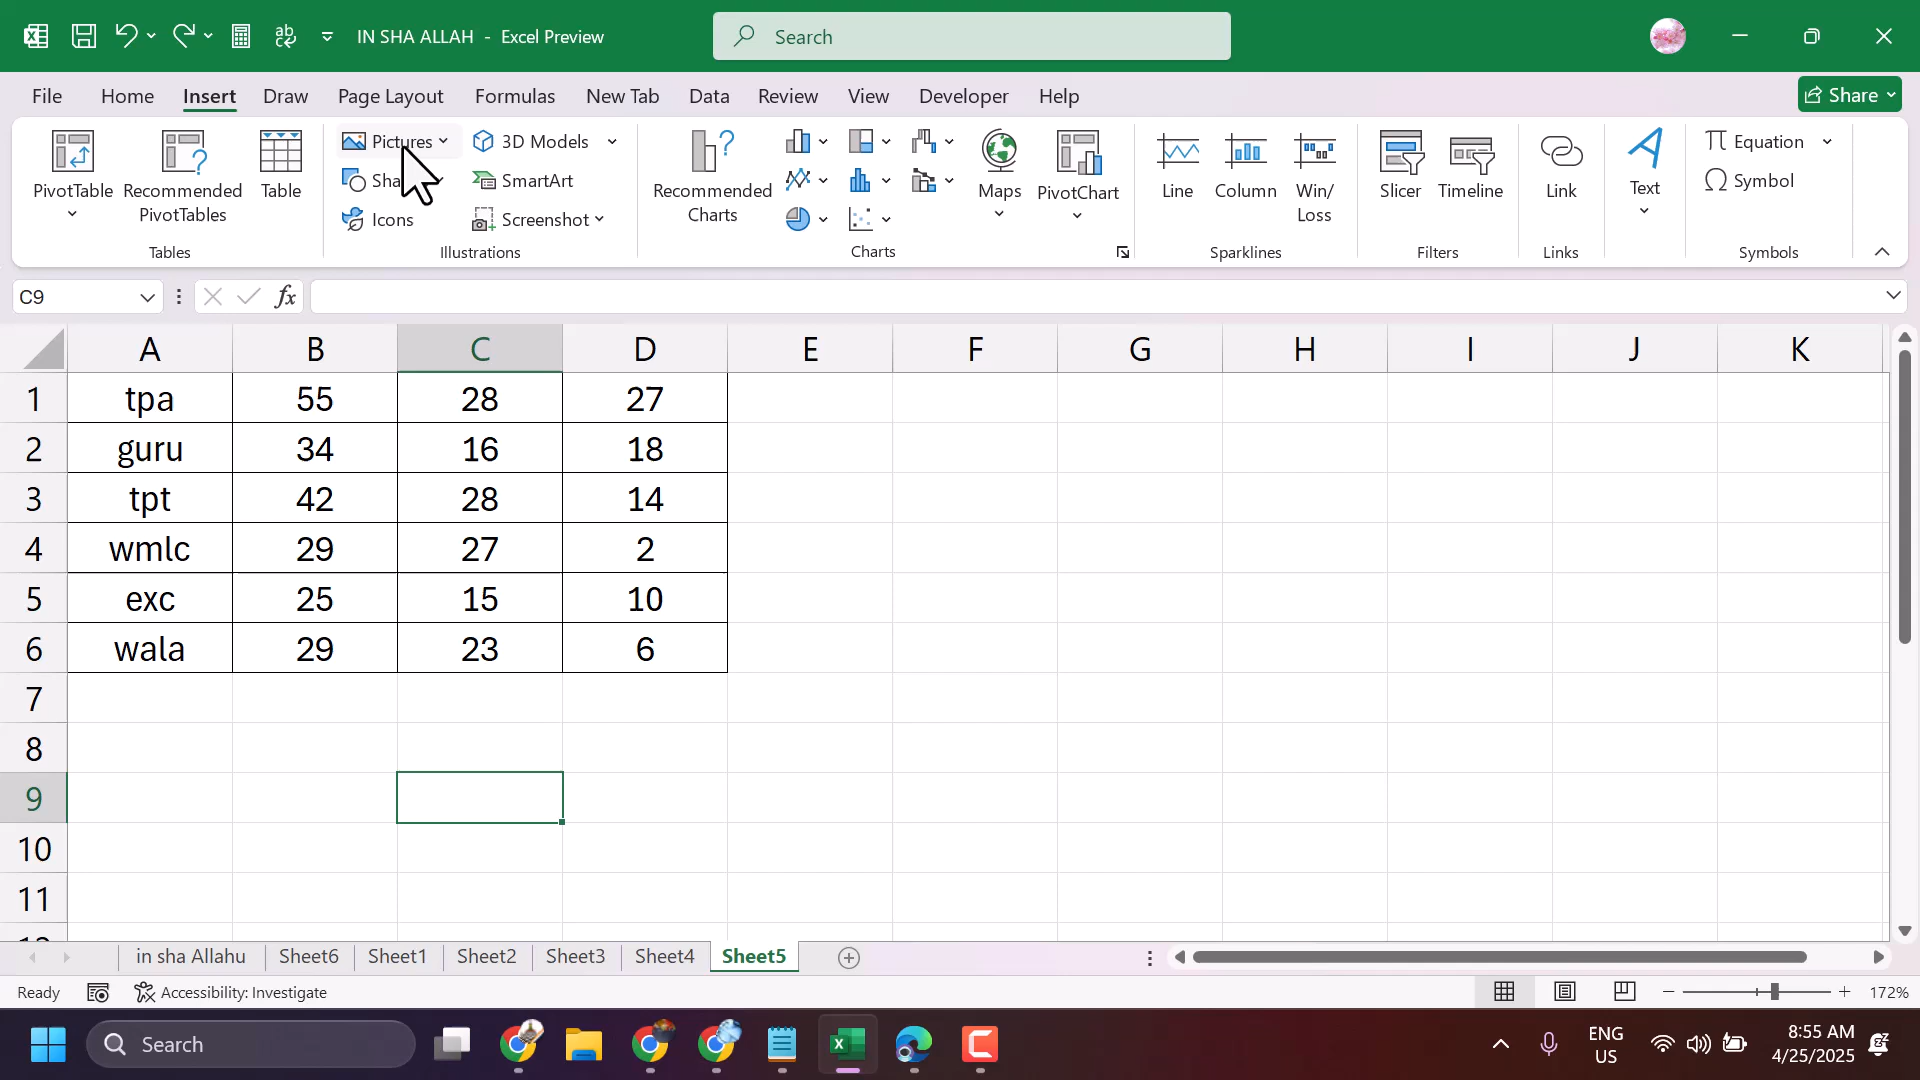 IN SHA ALLAH - Excel Preview
Search
File Home Insert Draw Page Layout Formulas New Tab Data Review View Developer Help Share
PivotTable
Recommended PivotTables
Table
Tables
Pictures
Icons
3D Models
SmartArt
Screenshot
Illustrations
Recommended Charts
Maps
PivotChart
Charts
Line
Column
Win/ Loss
Sparklines
Slicer
Timeline
Filters
Link
Links
Text
Equation
Symbol
Symbols
C9
fx
A B C D E F G H I J K
1 tpa 55 28 27
2 guru 34 16 18
3 tpt 42 28 14
4 wmlc 29 27 2
5 exc 25 15 10
6 wala 29 23 6
7
8
9
10
11
in sha Allahu Sheet6 Sheet1 Sheet2 Sheet3 Sheet4 Sheet5
Ready Accessibility: Investigate 172%
Search
ENG US
8:55 AM
4/25/2025